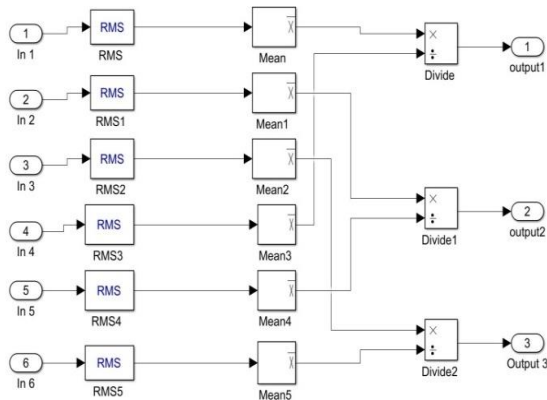 1
In 1
RMS
RMS
x̅
Mean
×
÷
Divide
1
output1
2
In 2
RMS
RMS1
x̅
Mean1
3
In 3
RMS
RMS2
x̅
Mean2
×
÷
Divide1
2
output2
4
In 4
RMS
RMS3
x̅
Mean3
5
In 5
RMS
RMS4
x̅
Mean4
×
÷
Divide2
3
Output 3
6
In 6
RMS
RMS5
x̅
Mean5